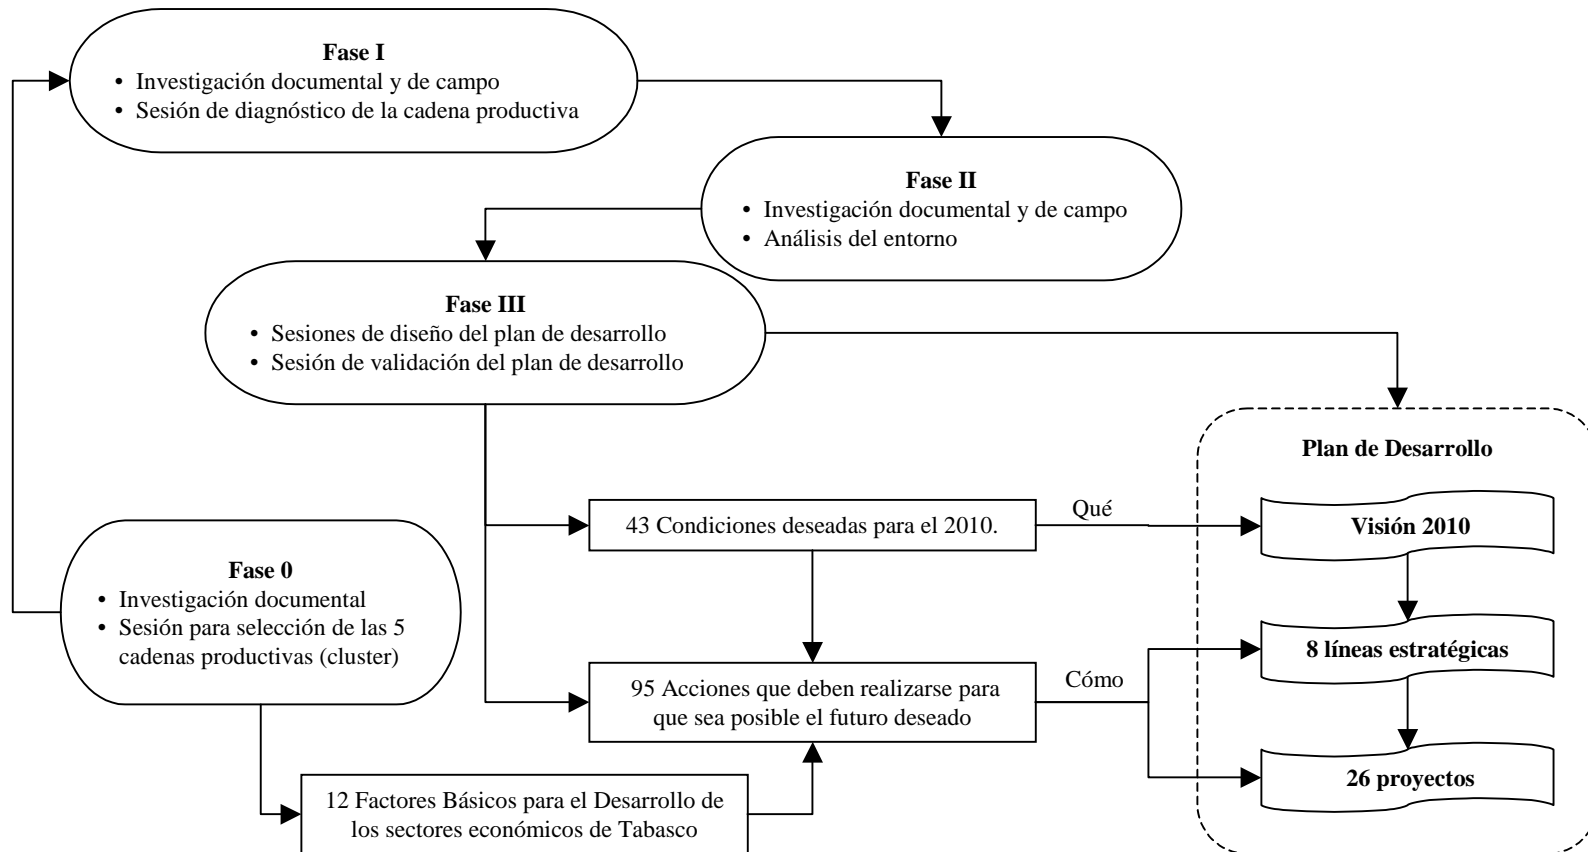 Fase I
• Investigación documental y de campo
• Sesión de diagnóstico de la cadena productiva
Fase II
• Investigación documental y de campo
• Análisis del entorno
Fase III
• Sesiones de diseño del plan de desarrollo
• Sesión de validación del plan de desarrollo
Plan de Desarrollo
43 Condiciones deseadas para el 2010.
Qué
Visión 2010
Fase 0
• Investigación documental
• Sesión para selección de las 5
cadenas productivas (cluster)
8 líneas estratégicas
95 Acciones que deben realizarse para
que sea posible el futuro deseado
Cómo
26 proyectos
12 Factores Básicos para el Desarrollo de
los sectores económicos de Tabasco